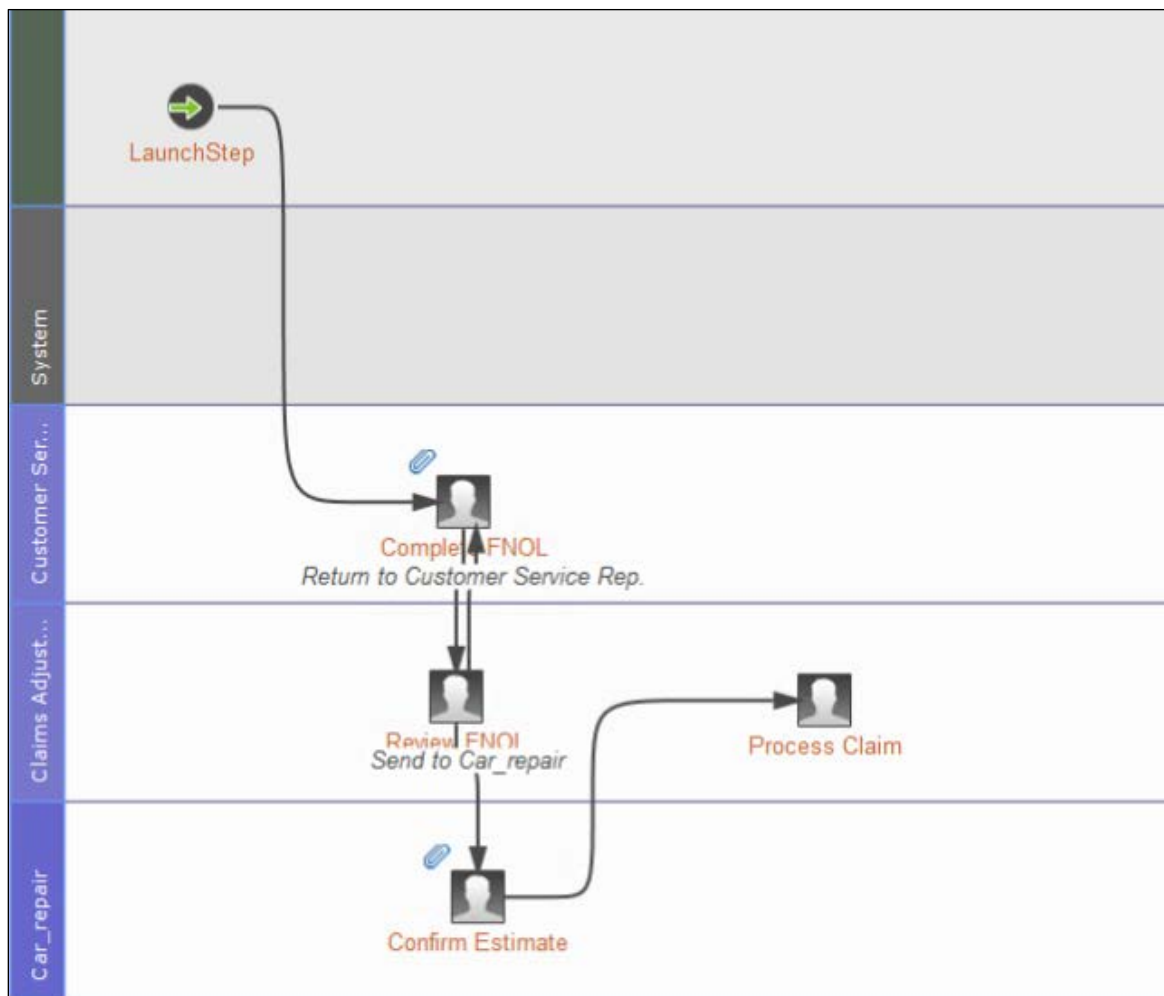 LaunchStep
System
Customer Ser...
FNOL
Return to Customer Service Rep.
Claims Adjust...
Review FNOL
Send to Car_repair
Process Claim
Car_repair
Confirm Estimate